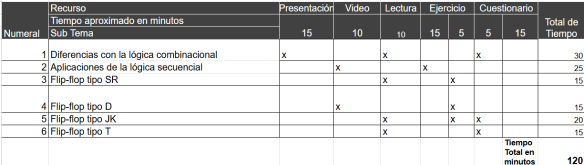 Recurso Presentación Video Lectura Ejercicio Cuestionario
Tiempo aproximado en minutos
Numeral Sub Tema 15 10 10 15 5 5 15 Total de Tiempo
1 Diferencias con la lógica combinacional x x x 30
2 Aplicaciones de la lógica secuencial x x 25
3 Flip-flop tipo SR x x 15
4 Flip-flop tipo D x x 15
5 Flip-flop tipo JK x x x 20
6 Flip-flop tipo T x x 15
Tiempo
Total en
minutos 120